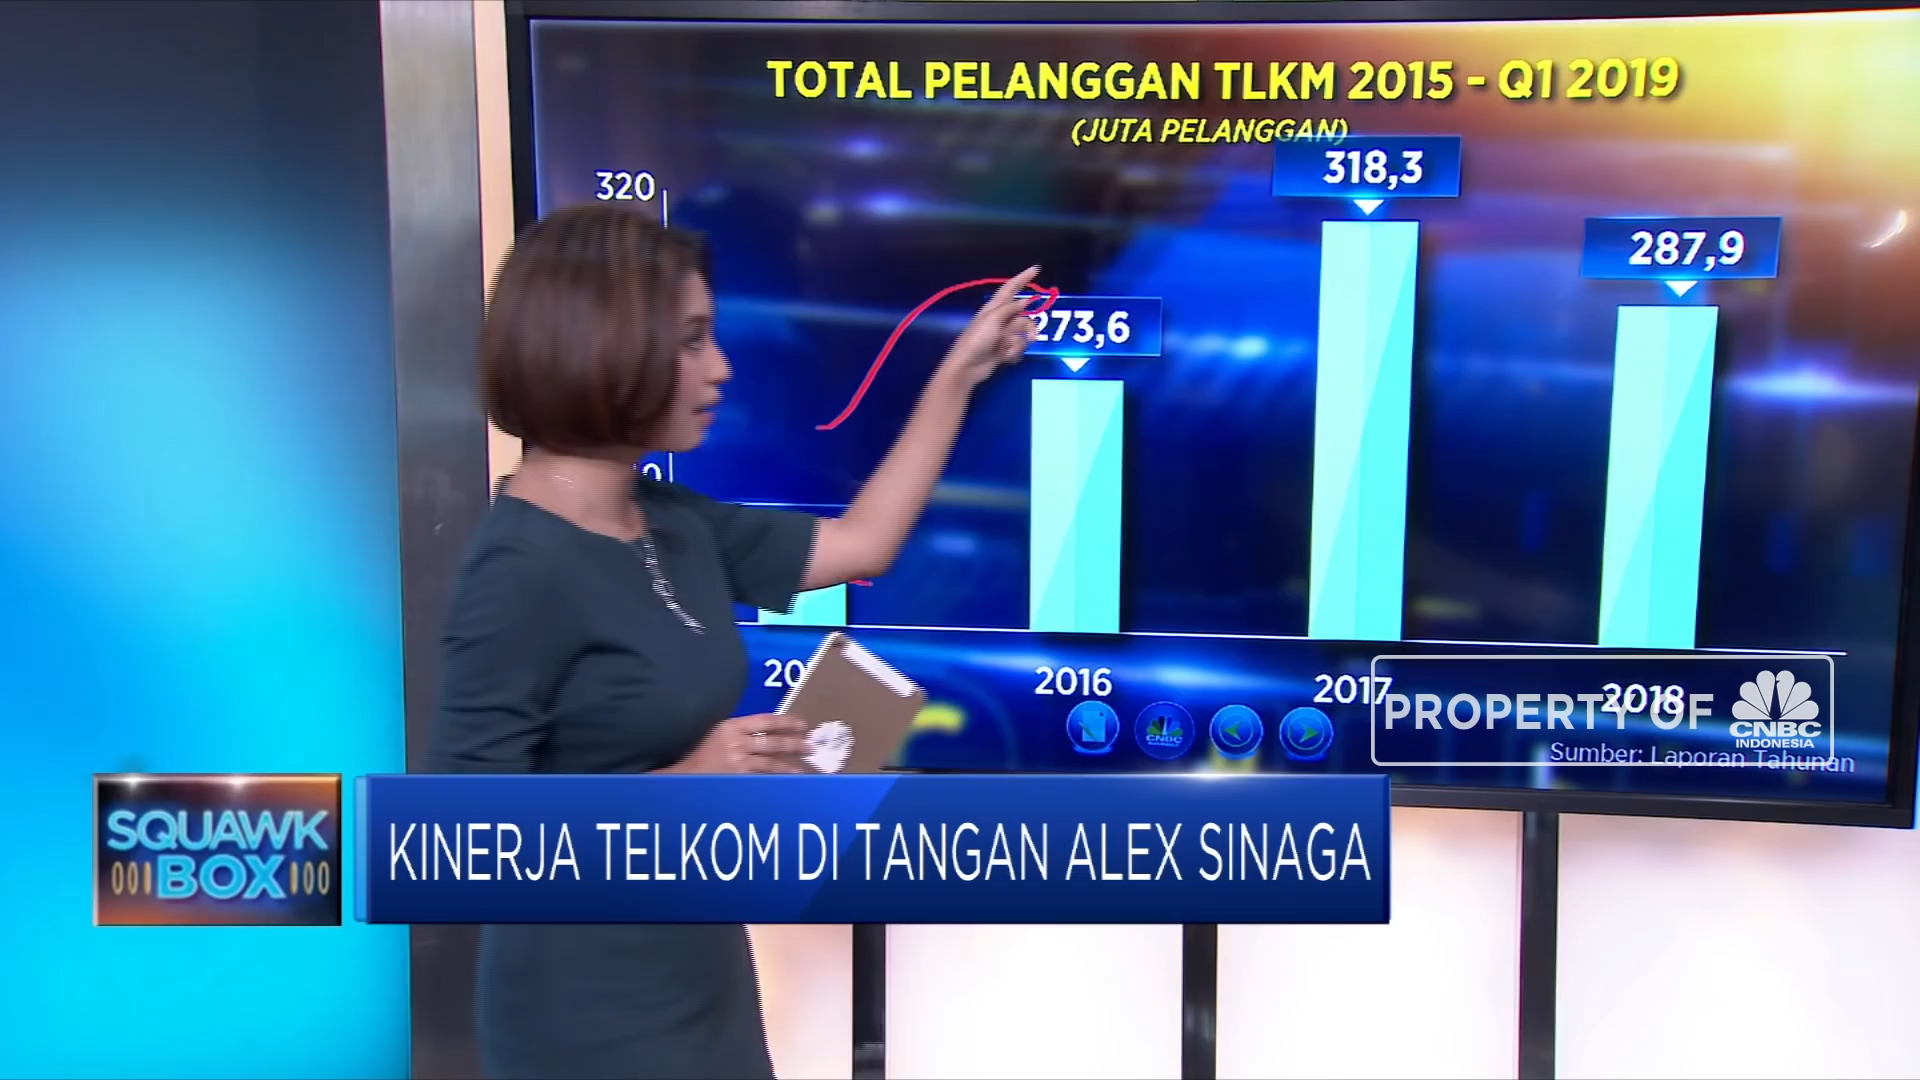 TOTAL PELANGGAN TLKM 2015 - Q1 2019
(JUTA PELANGGAN)
320
318,3
287,9
273,6
2016
2017
2018
PROPERTY OF CNBC INDONESIA
CNBC
Sumber: Laporan Tahunan
SQUAWK
BOX
KINERJA TELKOM DI TANGAN ALEX SINAGA